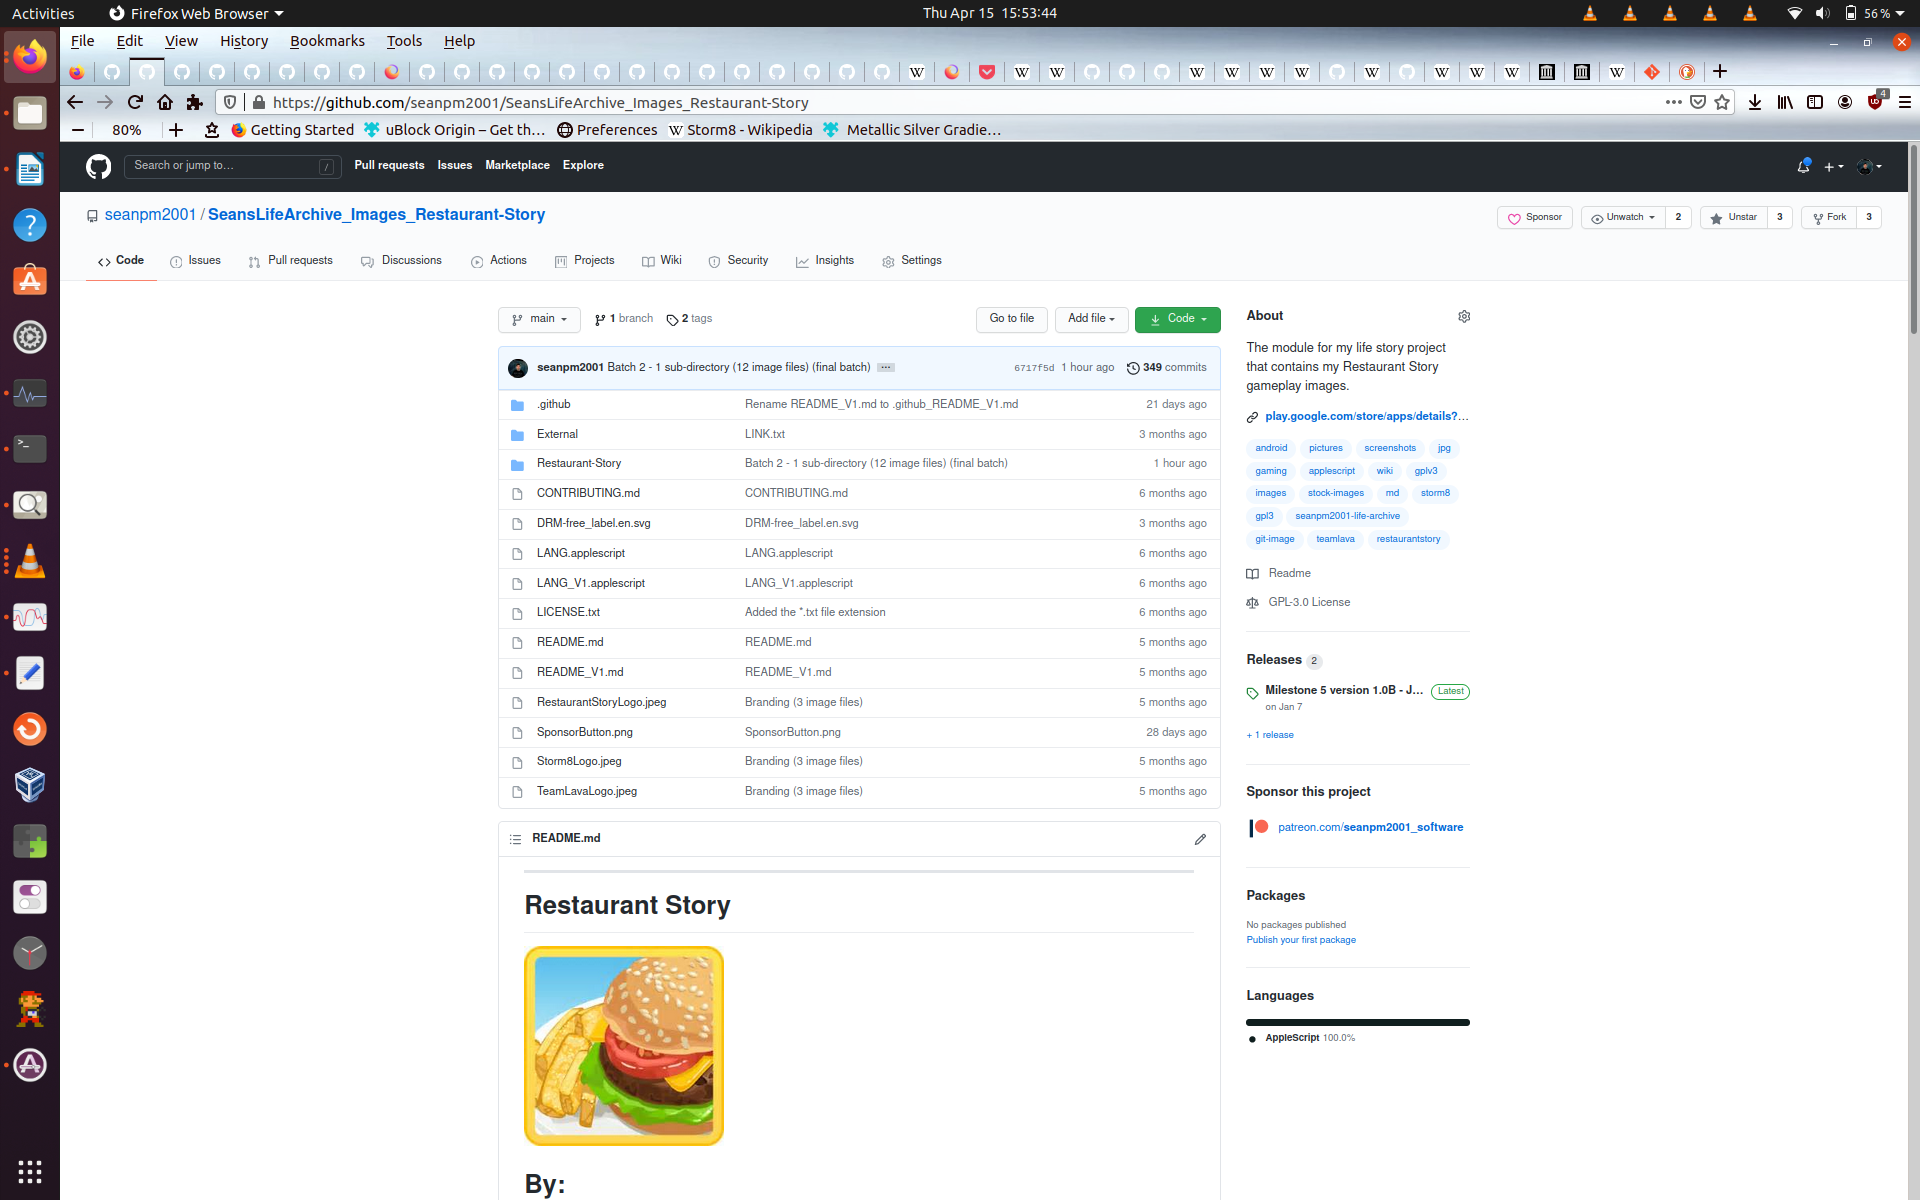 Activities Firefox Web Browser Thu Apr 15 15:53:44 56 %
File Edit View History Bookmarks Tools Help
https://github.com/seanpm2001/SeansLifeArchive_Images_Restaurant-Story 4
80% Getting Started uBlock Origin – Get th… Preferences Storm8 - Wikipedia Metallic Silver Gradie…
Search or jump to… / Pull requests Issues Marketplace Explore
seanpm2001 / SeansLifeArchive_Images_Restaurant-Story Sponsor Unwatch 2 Unstar 3 Fork 3
Code Issues Pull requests Discussions Actions Projects Wiki Security Insights Settings
main 1 branch 2 tags Go to file Add file Code
seanpm2001 Batch 2 - 1 sub-directory (12 image files) (final batch) ... 6717f5d 1 hour ago 349 commits
.github Rename README_V1.md to .github_README_V1.md 21 days ago
External LINK.txt 3 months ago
Restaurant-Story Batch 2 - 1 sub-directory (12 image files) (final batch) 1 hour ago
CONTRIBUTING.md CONTRIBUTING.md 6 months ago
DRM-free_label.en.svg DRM-free_label.en.svg 3 months ago
LANG.applescript LANG.applescript 6 months ago
LANG_V1.applescript LANG_V1.applescript 6 months ago
LICENSE.txt Added the *.txt file extension 6 months ago
README.md README.md 5 months ago
README_V1.md README_V1.md 5 months ago
RestaurantStoryLogo.jpeg Branding (3 image files) 5 months ago
SponsorButton.png SponsorButton.png 28 days ago
Storm8Logo.jpeg Branding (3 image files) 5 months ago
TeamLavaLogo.jpeg Branding (3 image files) 5 months ago
README.md
Restaurant Story
By:
About
The module for my life story project
that contains my Restaurant Story
gameplay images.
play.google.com/store/apps/details?…
android pictures screenshots jpg
gaming applescript wiki gplv3
images stock-images md storm8
gpl3 seanpm2001-life-archive
git-image teamlava restaurantstory
Readme
GPL-3.0 License
Releases 2
Milestone 5 version 1.0B - J… Latest
on Jan 7
+ 1 release
Sponsor this project
patreon.com/seanpm2001_software
Packages
No packages published
Publish your first package
Languages
AppleScript 100.0%